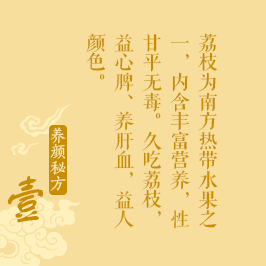 荔枝为南方热带水果之
一，内含丰富营养，性
甘平无毒。久吃荔枝，
益心脾、养肝血，益人
颜色。
养颜秘方
壹